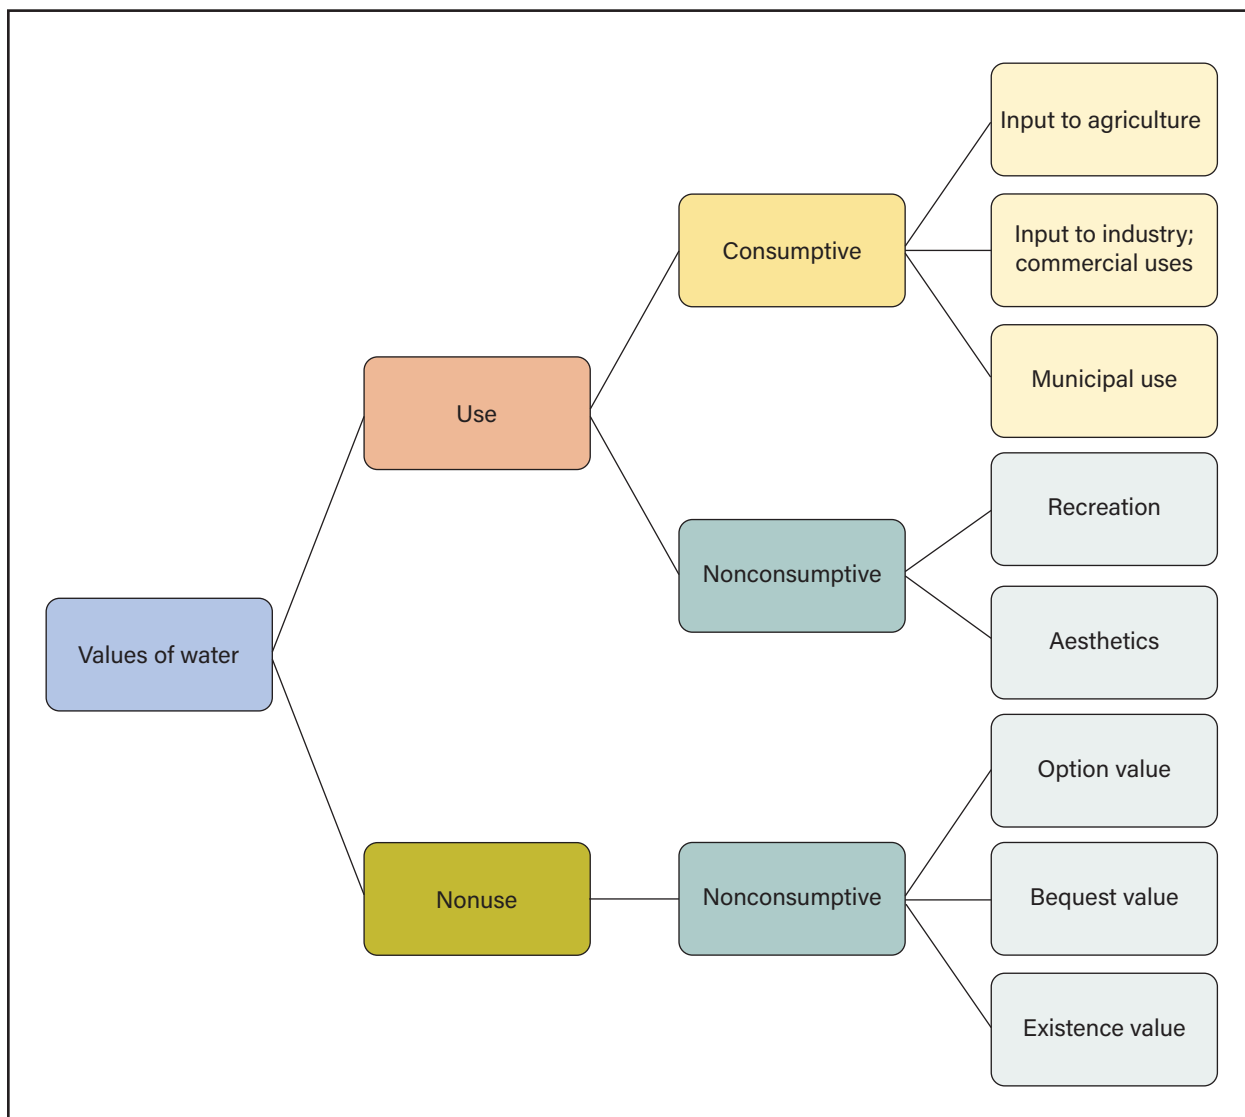 Values of water
Use
Nonuse
Consumptive
Nonconsumptive
Nonconsumptive
Input to agriculture
Input to industry;
commercial uses
Municipal use
Recreation
Aesthetics
Option value
Bequest value
Existence value